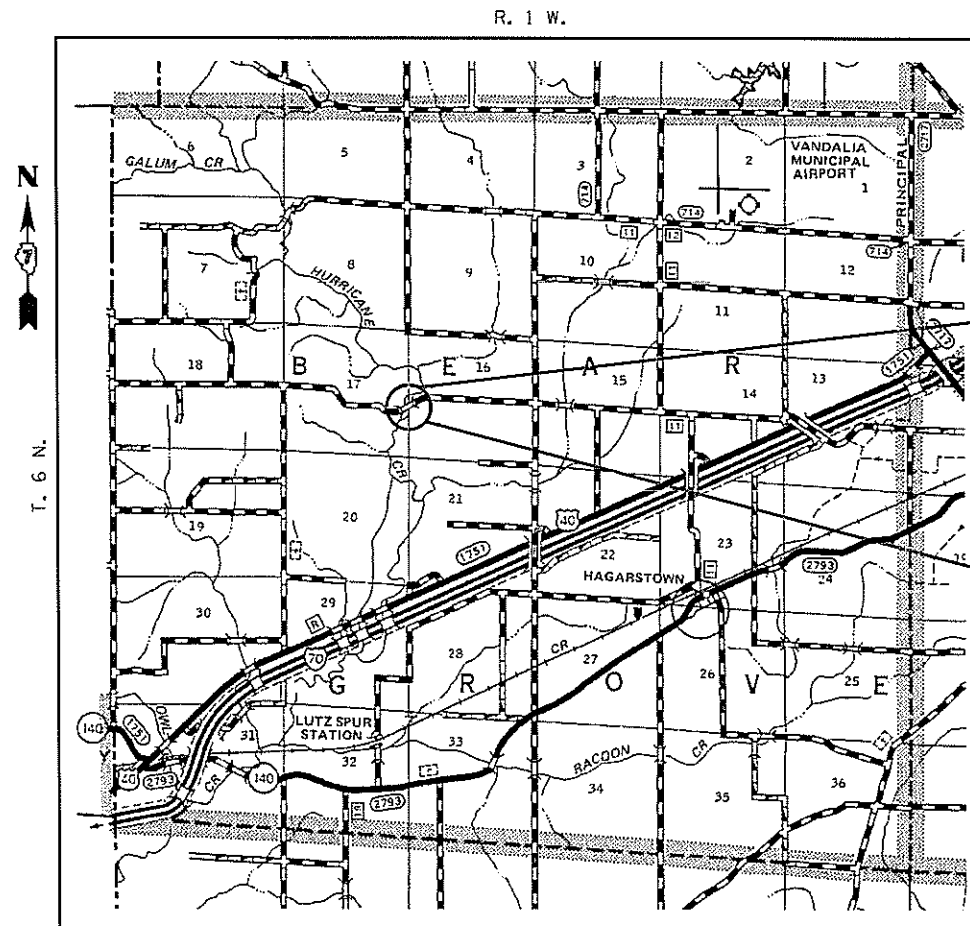 R. 1 W.
N
T. 6 N.
6
5
4
3
2
1
GALUM CR
VANDALIA
MUNICIPAL
AIRPORT
PRINCIPAL
714
714
11
12
714
7
8
9
10
11
12
HURRICANE
CR
18
17
16
15
14
13
B E A R
1751
11
19
20
21
22
23
24
40
1751
2793
HAGARSTOWN
30
29
28
27
26
25
R
70
CR
G R O V E
140
1751
OWL
CR
31
32
33
34
35
36
LUTZ SPUR
STATION
RACOON CR
40
2793
140
2793